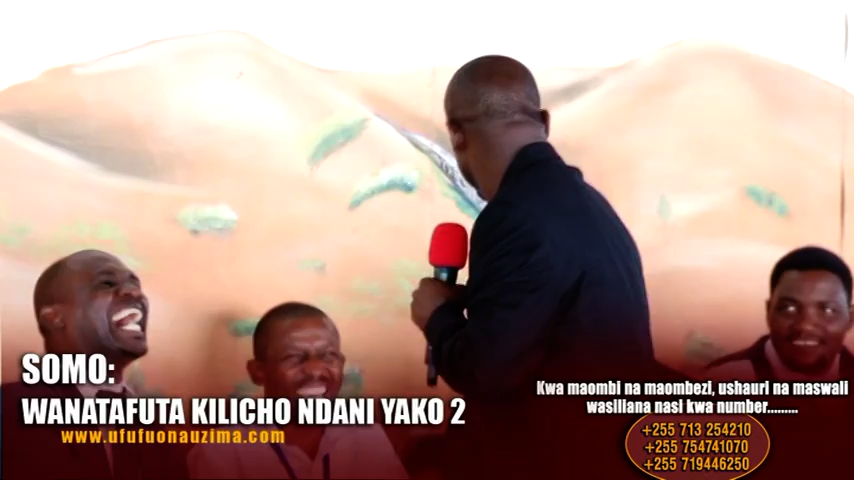 SOMO:
WANATAFUTA KILICHO NDANI YAKO 2
www.ufufuonauzima.com
Kwa maombi na maombezi, ushauri na maswali
wasiliana nasi kwa number.........
+255 713 254210
+255 754741070
+255 719446250